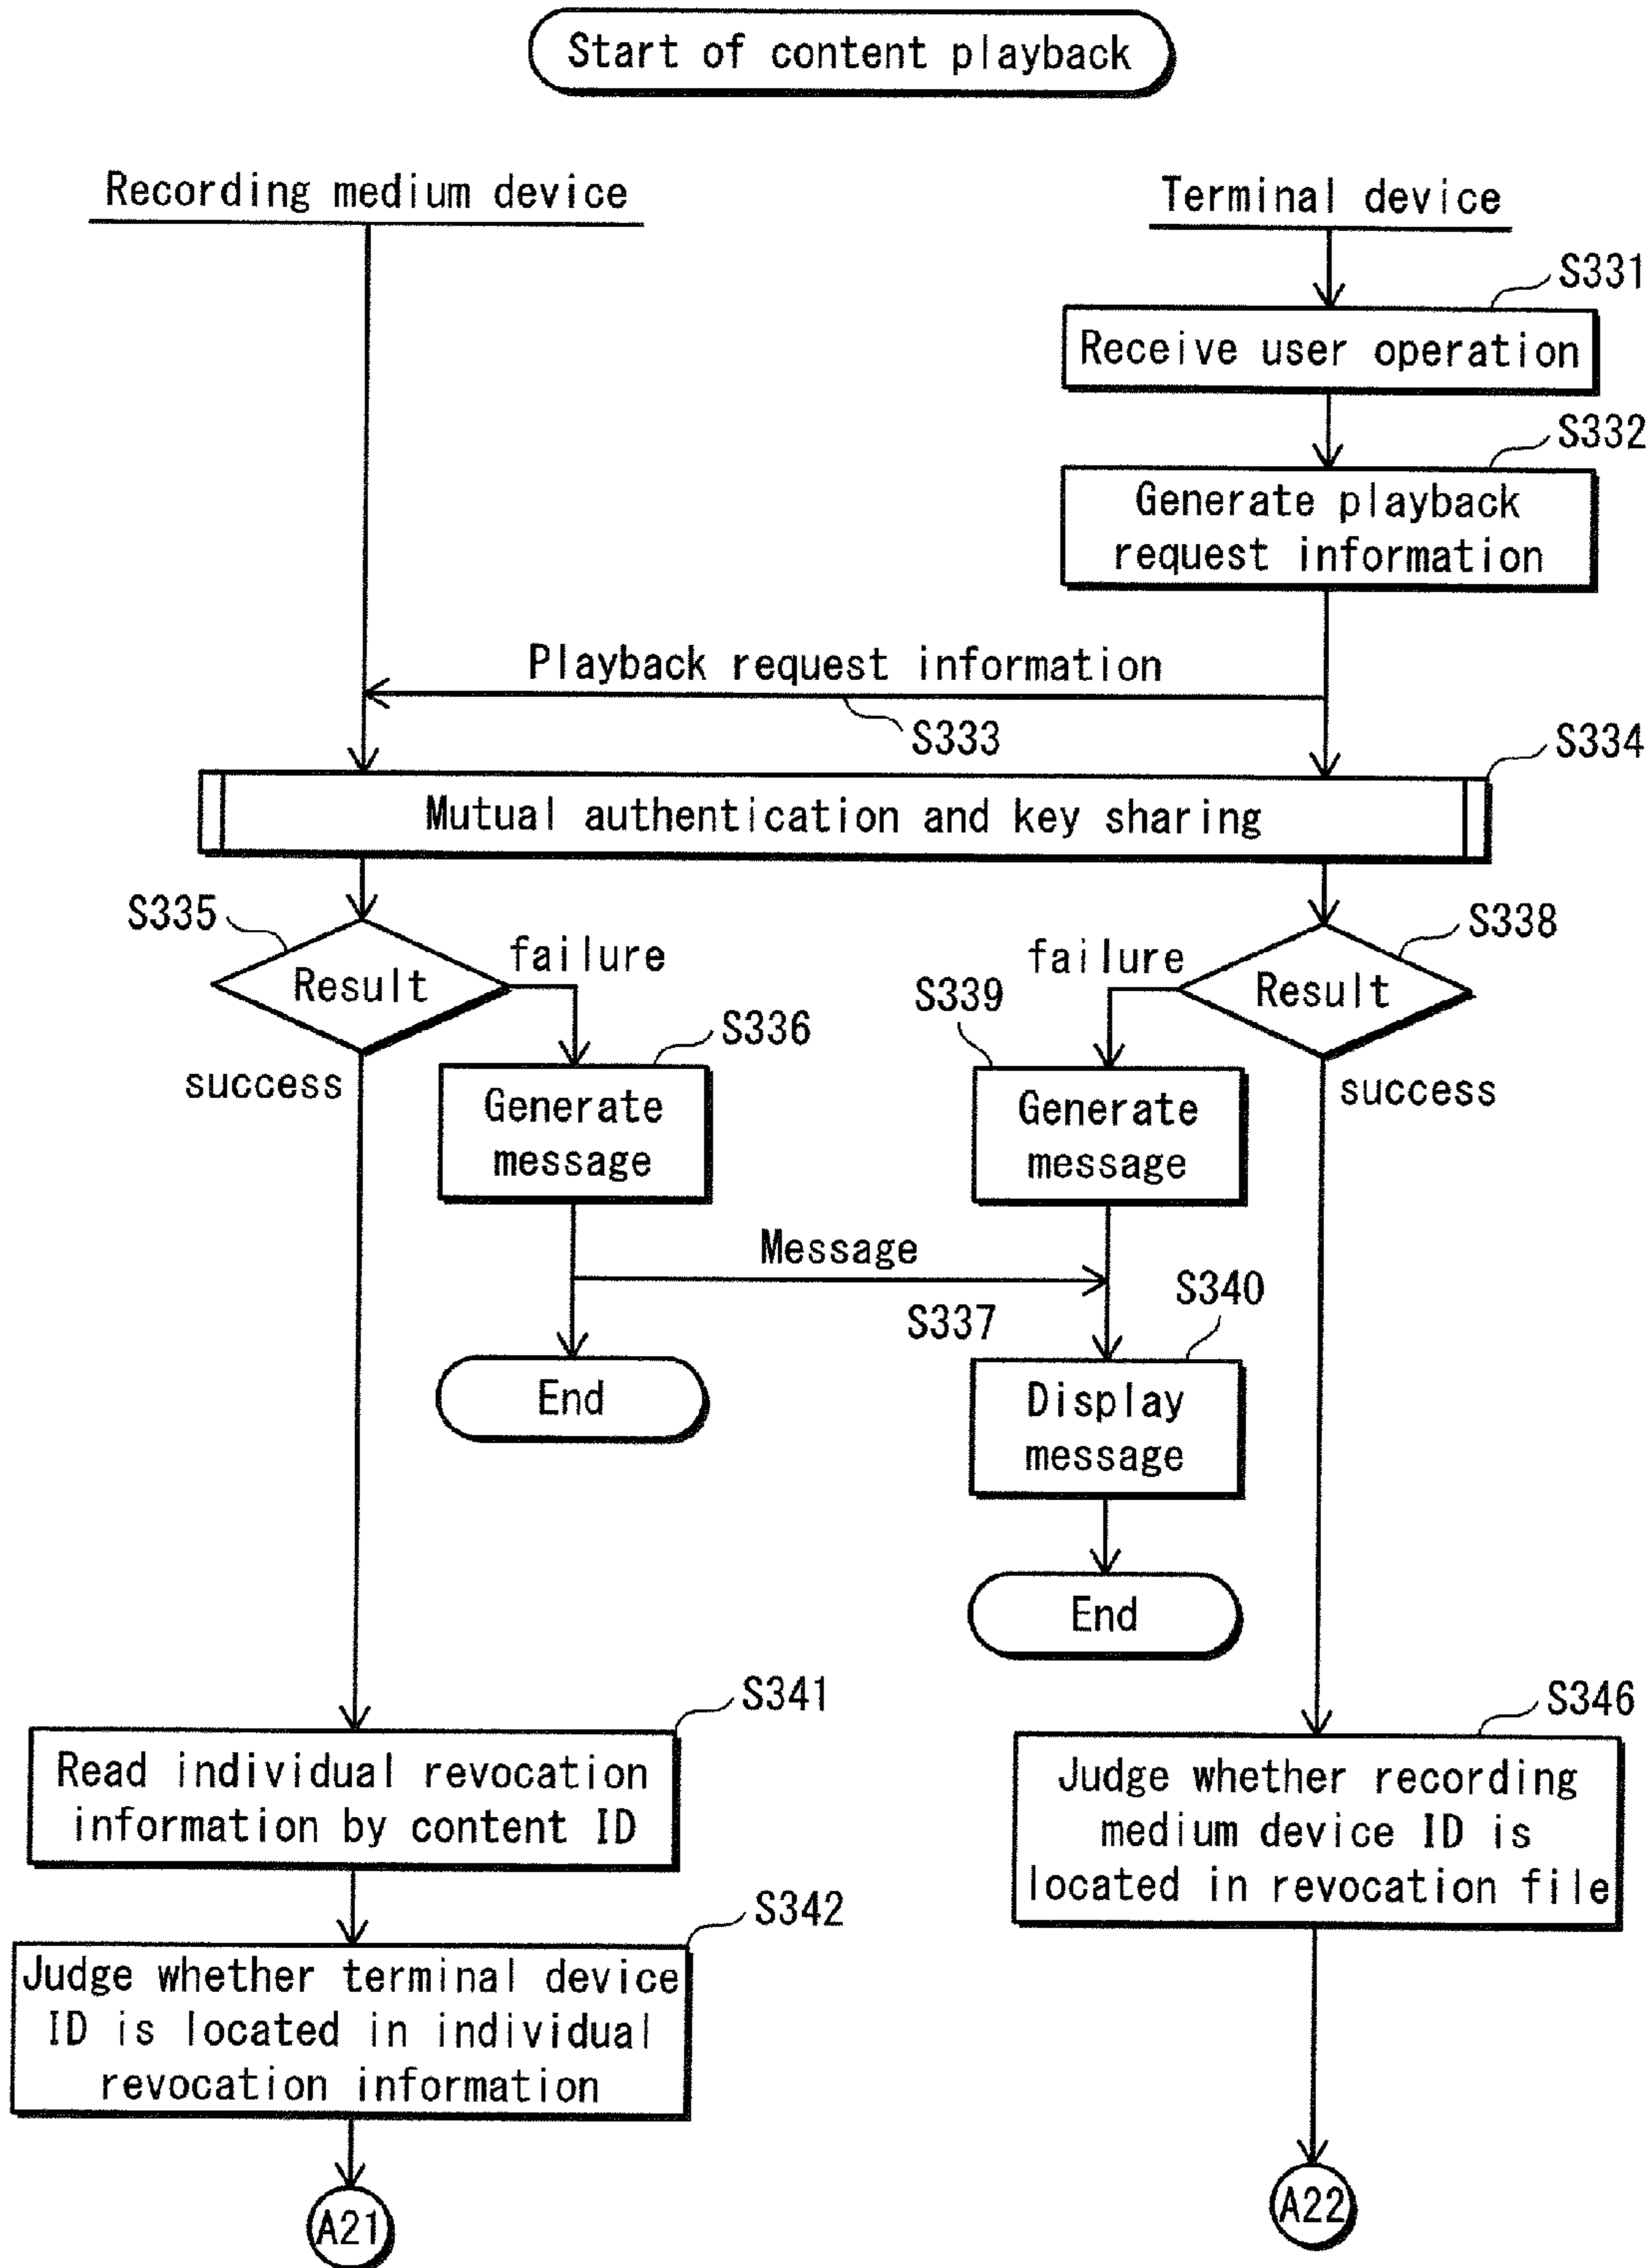 Start of content playback
Recording medium device
Terminal device
S331
Receive user operation
S332
Generate playback
request information
Playback request information
S333
S334
Mutual authentication and key sharing
S335
Result
failure
success
S338
Result
failure
success
S336
Generate
message
S339
Generate
message
Message
S337
S340
End
Display
message
End
S341
Read individual revocation
information by content ID
S346
Judge whether recording
medium device ID is
located in revocation file
S342
Judge whether terminal device
ID is located in individual
revocation information
A21
A22